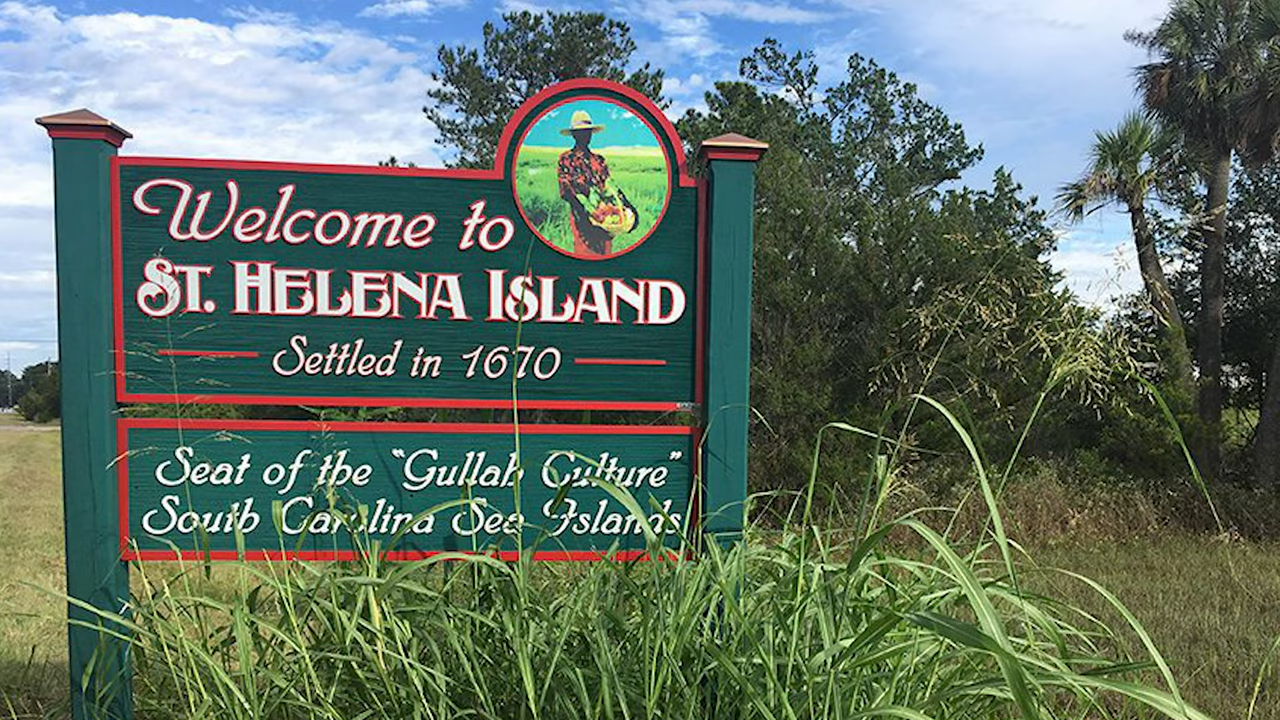 Welcome to
ST. HELENA ISLAND
Settled in 1670
Seat of the "Gullah Culture"
South Carolina Sea Islands